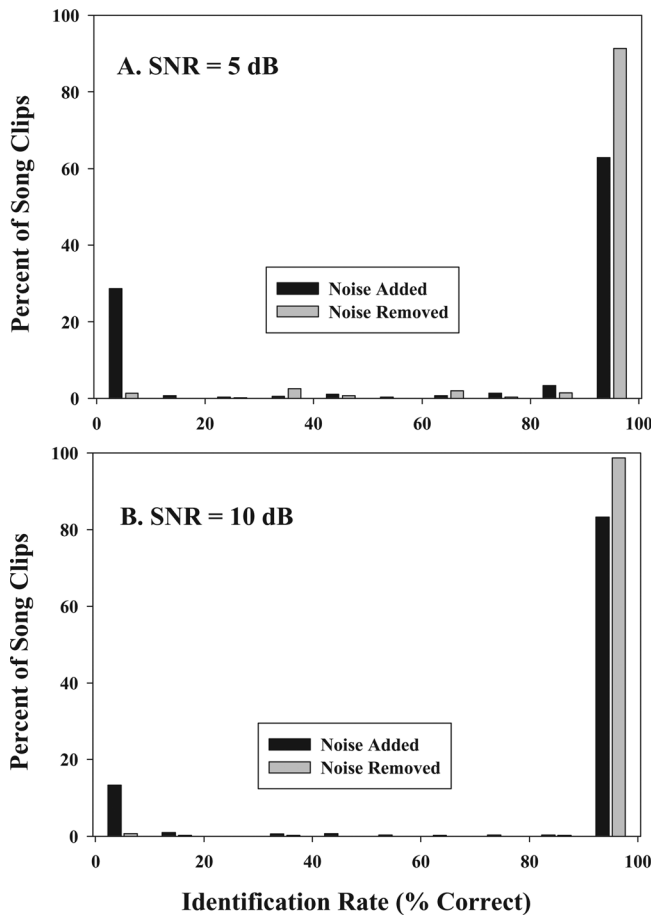 100
A. SNR = 5 dB
80
60
Percent of Song Clips
40
Noise Added
Noise Removed
20
0
0 20 40 60 80 100
100
B. SNR = 10 dB
80
60
Percent of Song Clips
40
Noise Added
Noise Removed
20
0
0 20 40 60 80 100
Identification Rate (% Correct)